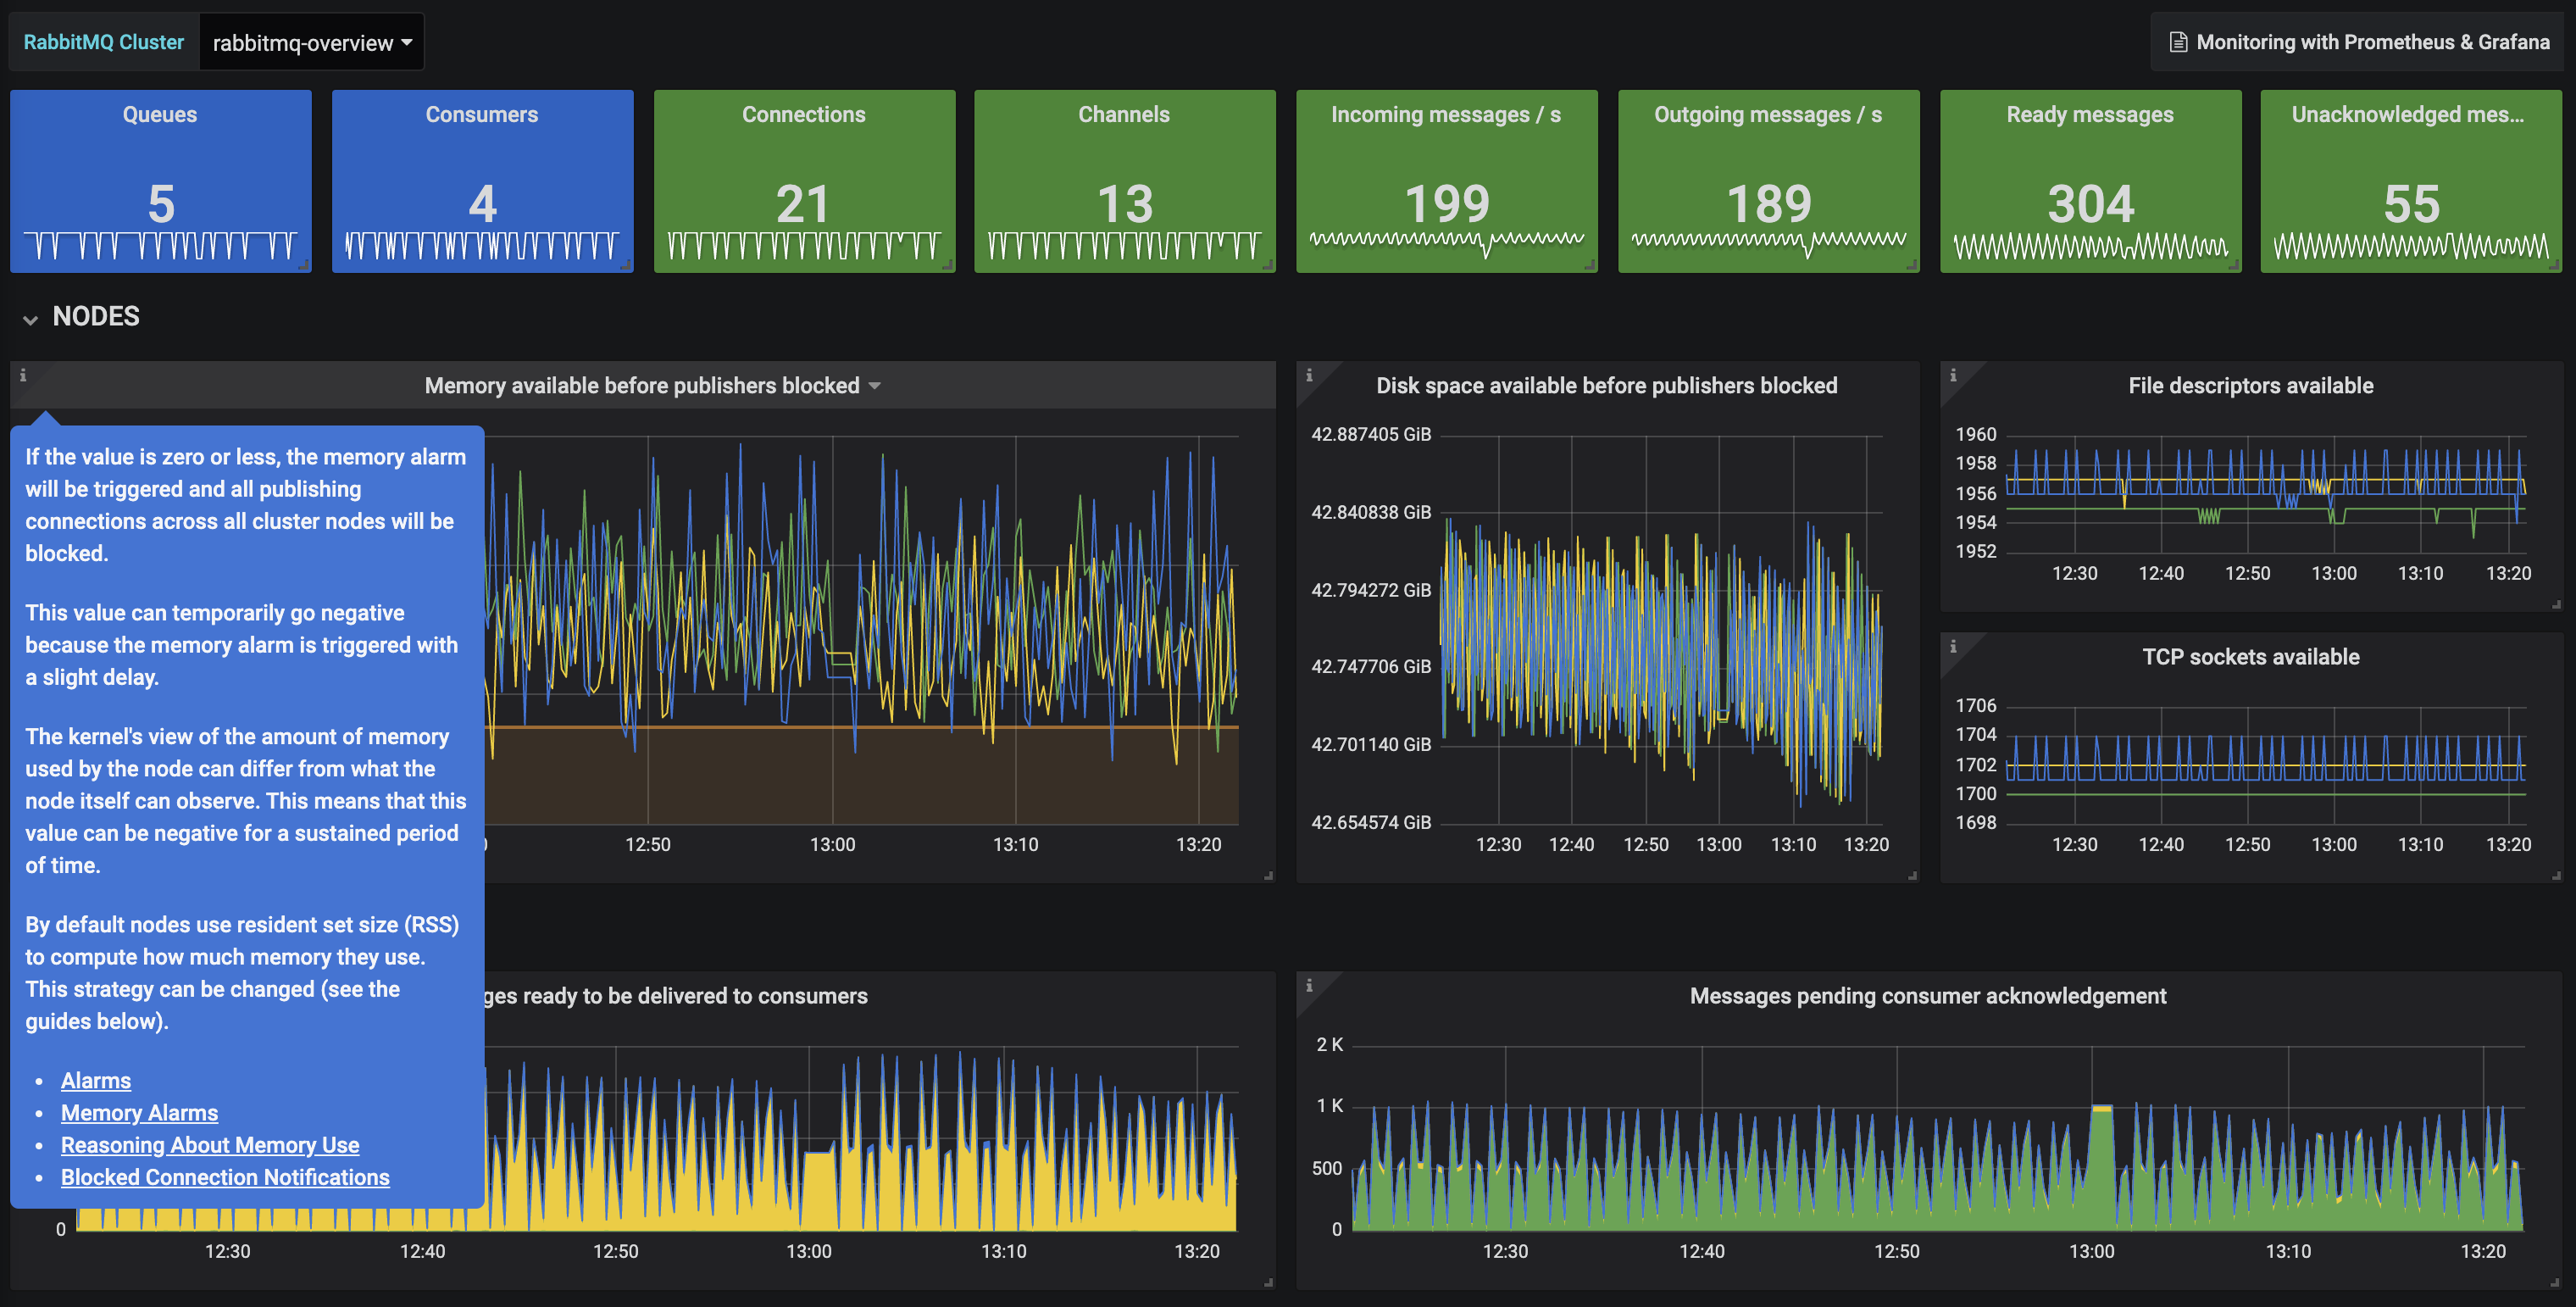 RabbitMQ Cluster rabbitmq-overview
Monitoring with Prometheus & Grafana
Queues
5
Consumers
4
Connections
21
Channels
13
Incoming messages / s
199
Outgoing messages / s
189
Ready messages
304
Unacknowledged mes...
55
NODES
Memory available before publishers blocked
If the value is zero or less, the memory alarm
will be triggered and all publishing
connections across all cluster nodes will be
blocked.
This value can temporarily go negative
because the memory alarm is triggered with
a slight delay.
The kernel's view of the amount of memory
used by the node can differ from what the
node itself can observe. This means that this
value can be negative for a sustained period
of time.
By default nodes use resident set size (RSS)
to compute how much memory they use.
This strategy can be changed (see the
guides below).
• Alarms
• Memory Alarms
• Reasoning About Memory Use
• Blocked Connection Notifications
12:50 13:00 13:10 13:20
Disk space available before publishers blocked
42.887405 GiB
42.840838 GiB
42.794272 GiB
42.747706 GiB
42.701140 GiB
42.654574 GiB
12:30 12:40 12:50 13:00 13:10 13:20
File descriptors available
1960
1958
1956
1954
1952
12:30 12:40 12:50 13:00 13:10 13:20
TCP sockets available
1706
1704
1702
1700
1698
12:30 12:40 12:50 13:00 13:10 13:20
ges ready to be delivered to consumers
0
12:30 12:40 12:50 13:00 13:10 13:20
Messages pending consumer acknowledgement
2 K
1 K
500
0
12:30 12:40 12:50 13:00 13:10 13:20